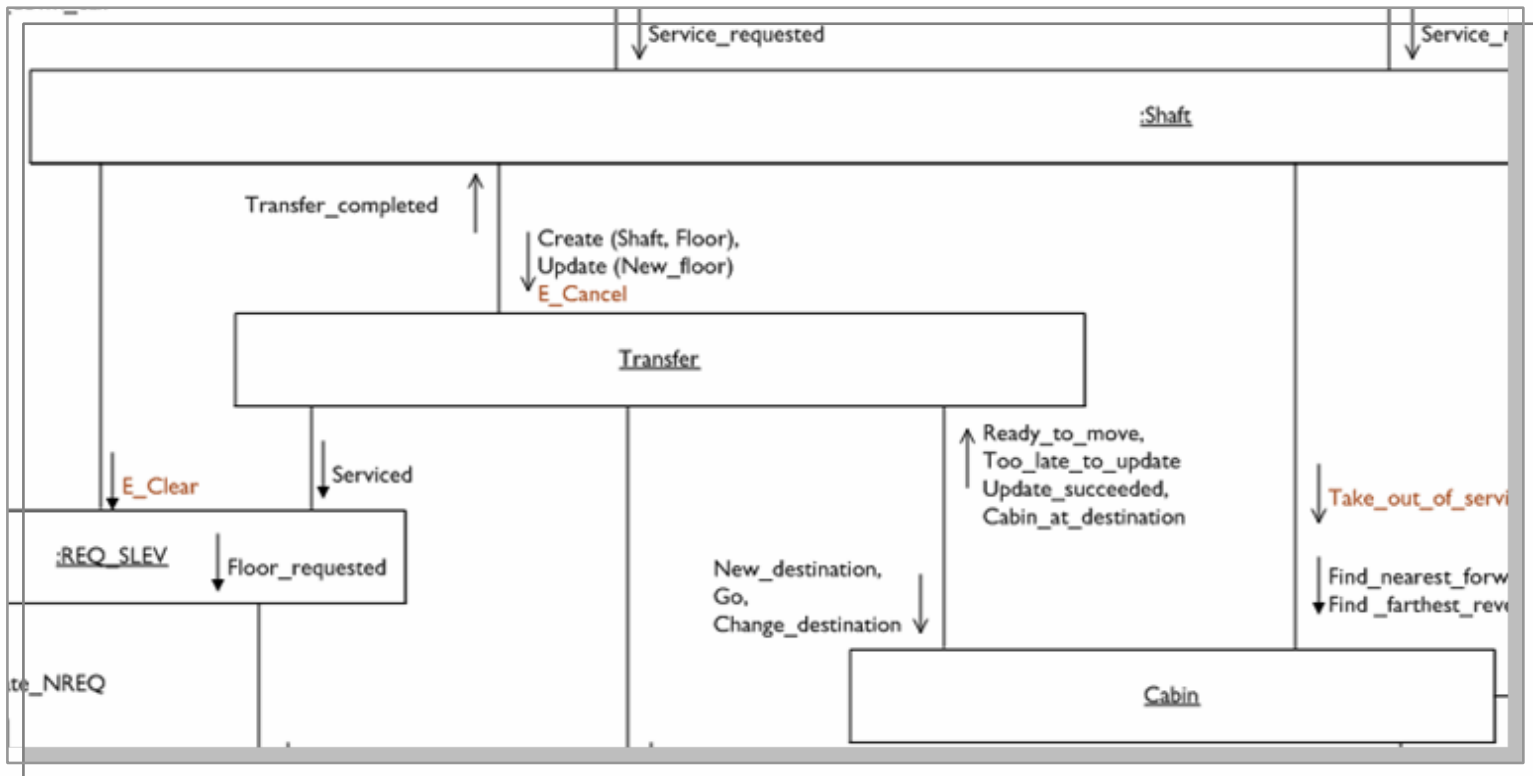 Service_requested
Service_
:Shaft
Transfer_completed
Create (Shaft, Floor),
Update (New_floor)
E_Cancel
Transfer
Ready_to_move,
Too_late_to_update
Update_succeeded,
Cabin_at_destination
E_Clear
Serviced
Take_out_of_servi
:REQ_SLEV
Floor_requested
New_destination,
Go,
Change_destination
Find_nearest_forw
Find _farthest_reve
te_NREQ
Cabin